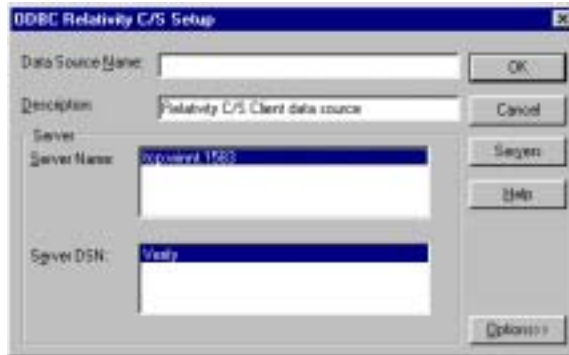 ODBC Relativity C/S Setup
Data Source Name:
OK
Description:
Relativity C/S Client data source
Cancel
Server
Servers
Server Name:
Help
Server DSN:
Verify
Options>>